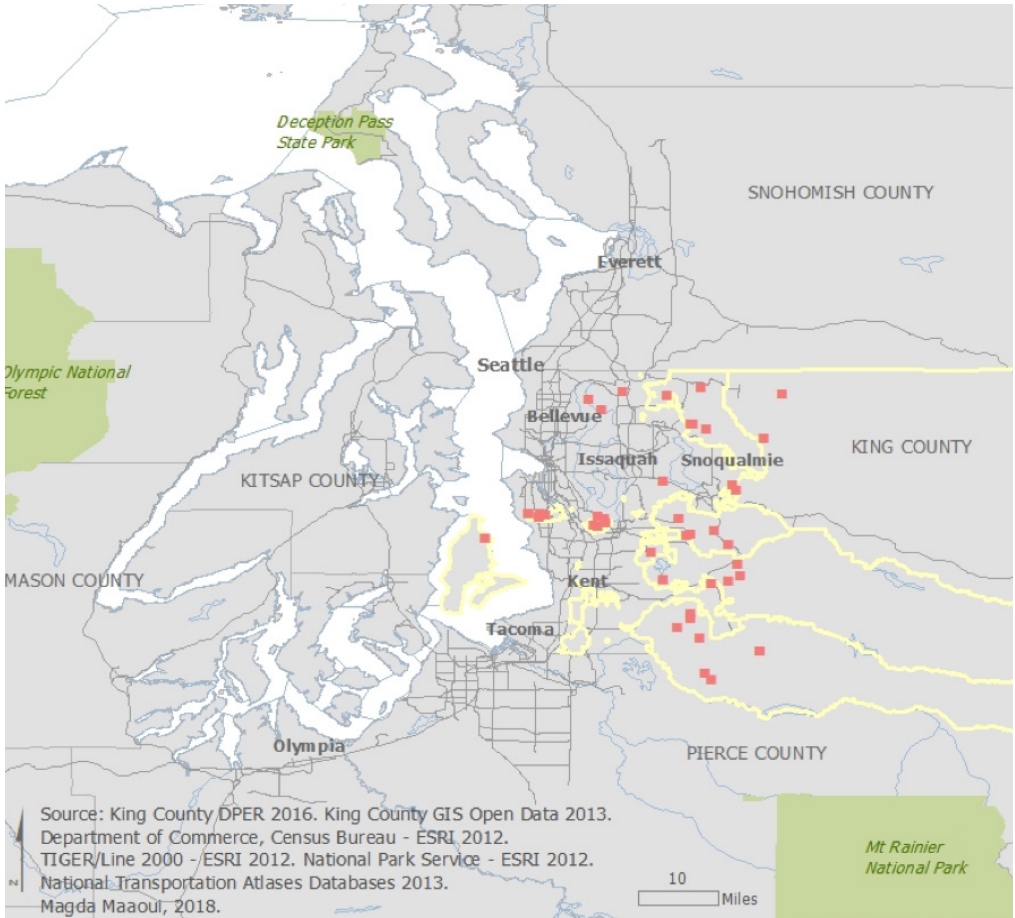 Deception Pass
State Park
SNOHOMISH COUNTY
Everett
Seattle
Olympic National
Forest
Bellevue
KING COUNTY
Issaquah
Snoqualmie
KITSAP COUNTY
MASON COUNTY
Kent
Tacoma
Olympia
PIERCE COUNTY
Source: King County DPER 2016. King County GIS Open Data 2013.
Department of Commerce, Census Bureau - ESRI 2012.
TIGER/Line 2000 - ESRI 2012. National Park Service - ESRI 2012.
National Transportation Atlases Databases 2013.
Magda Maaoui, 2018.
N
10
Miles
Mt Rainier
National Park